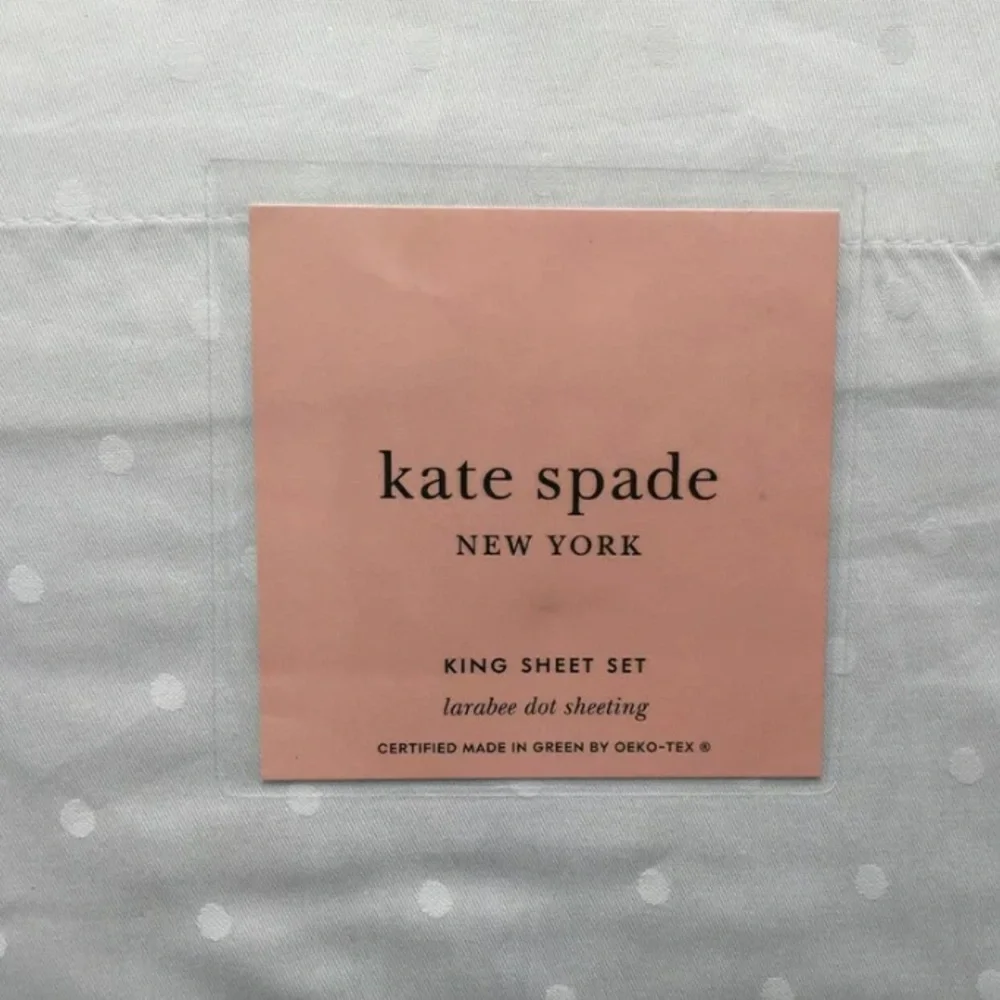 kate spade
NEW YORK
KING SHEET SET
larabee dot sheeting
CERTIFIED MADE IN GREEN BY OEKO-TEX ®